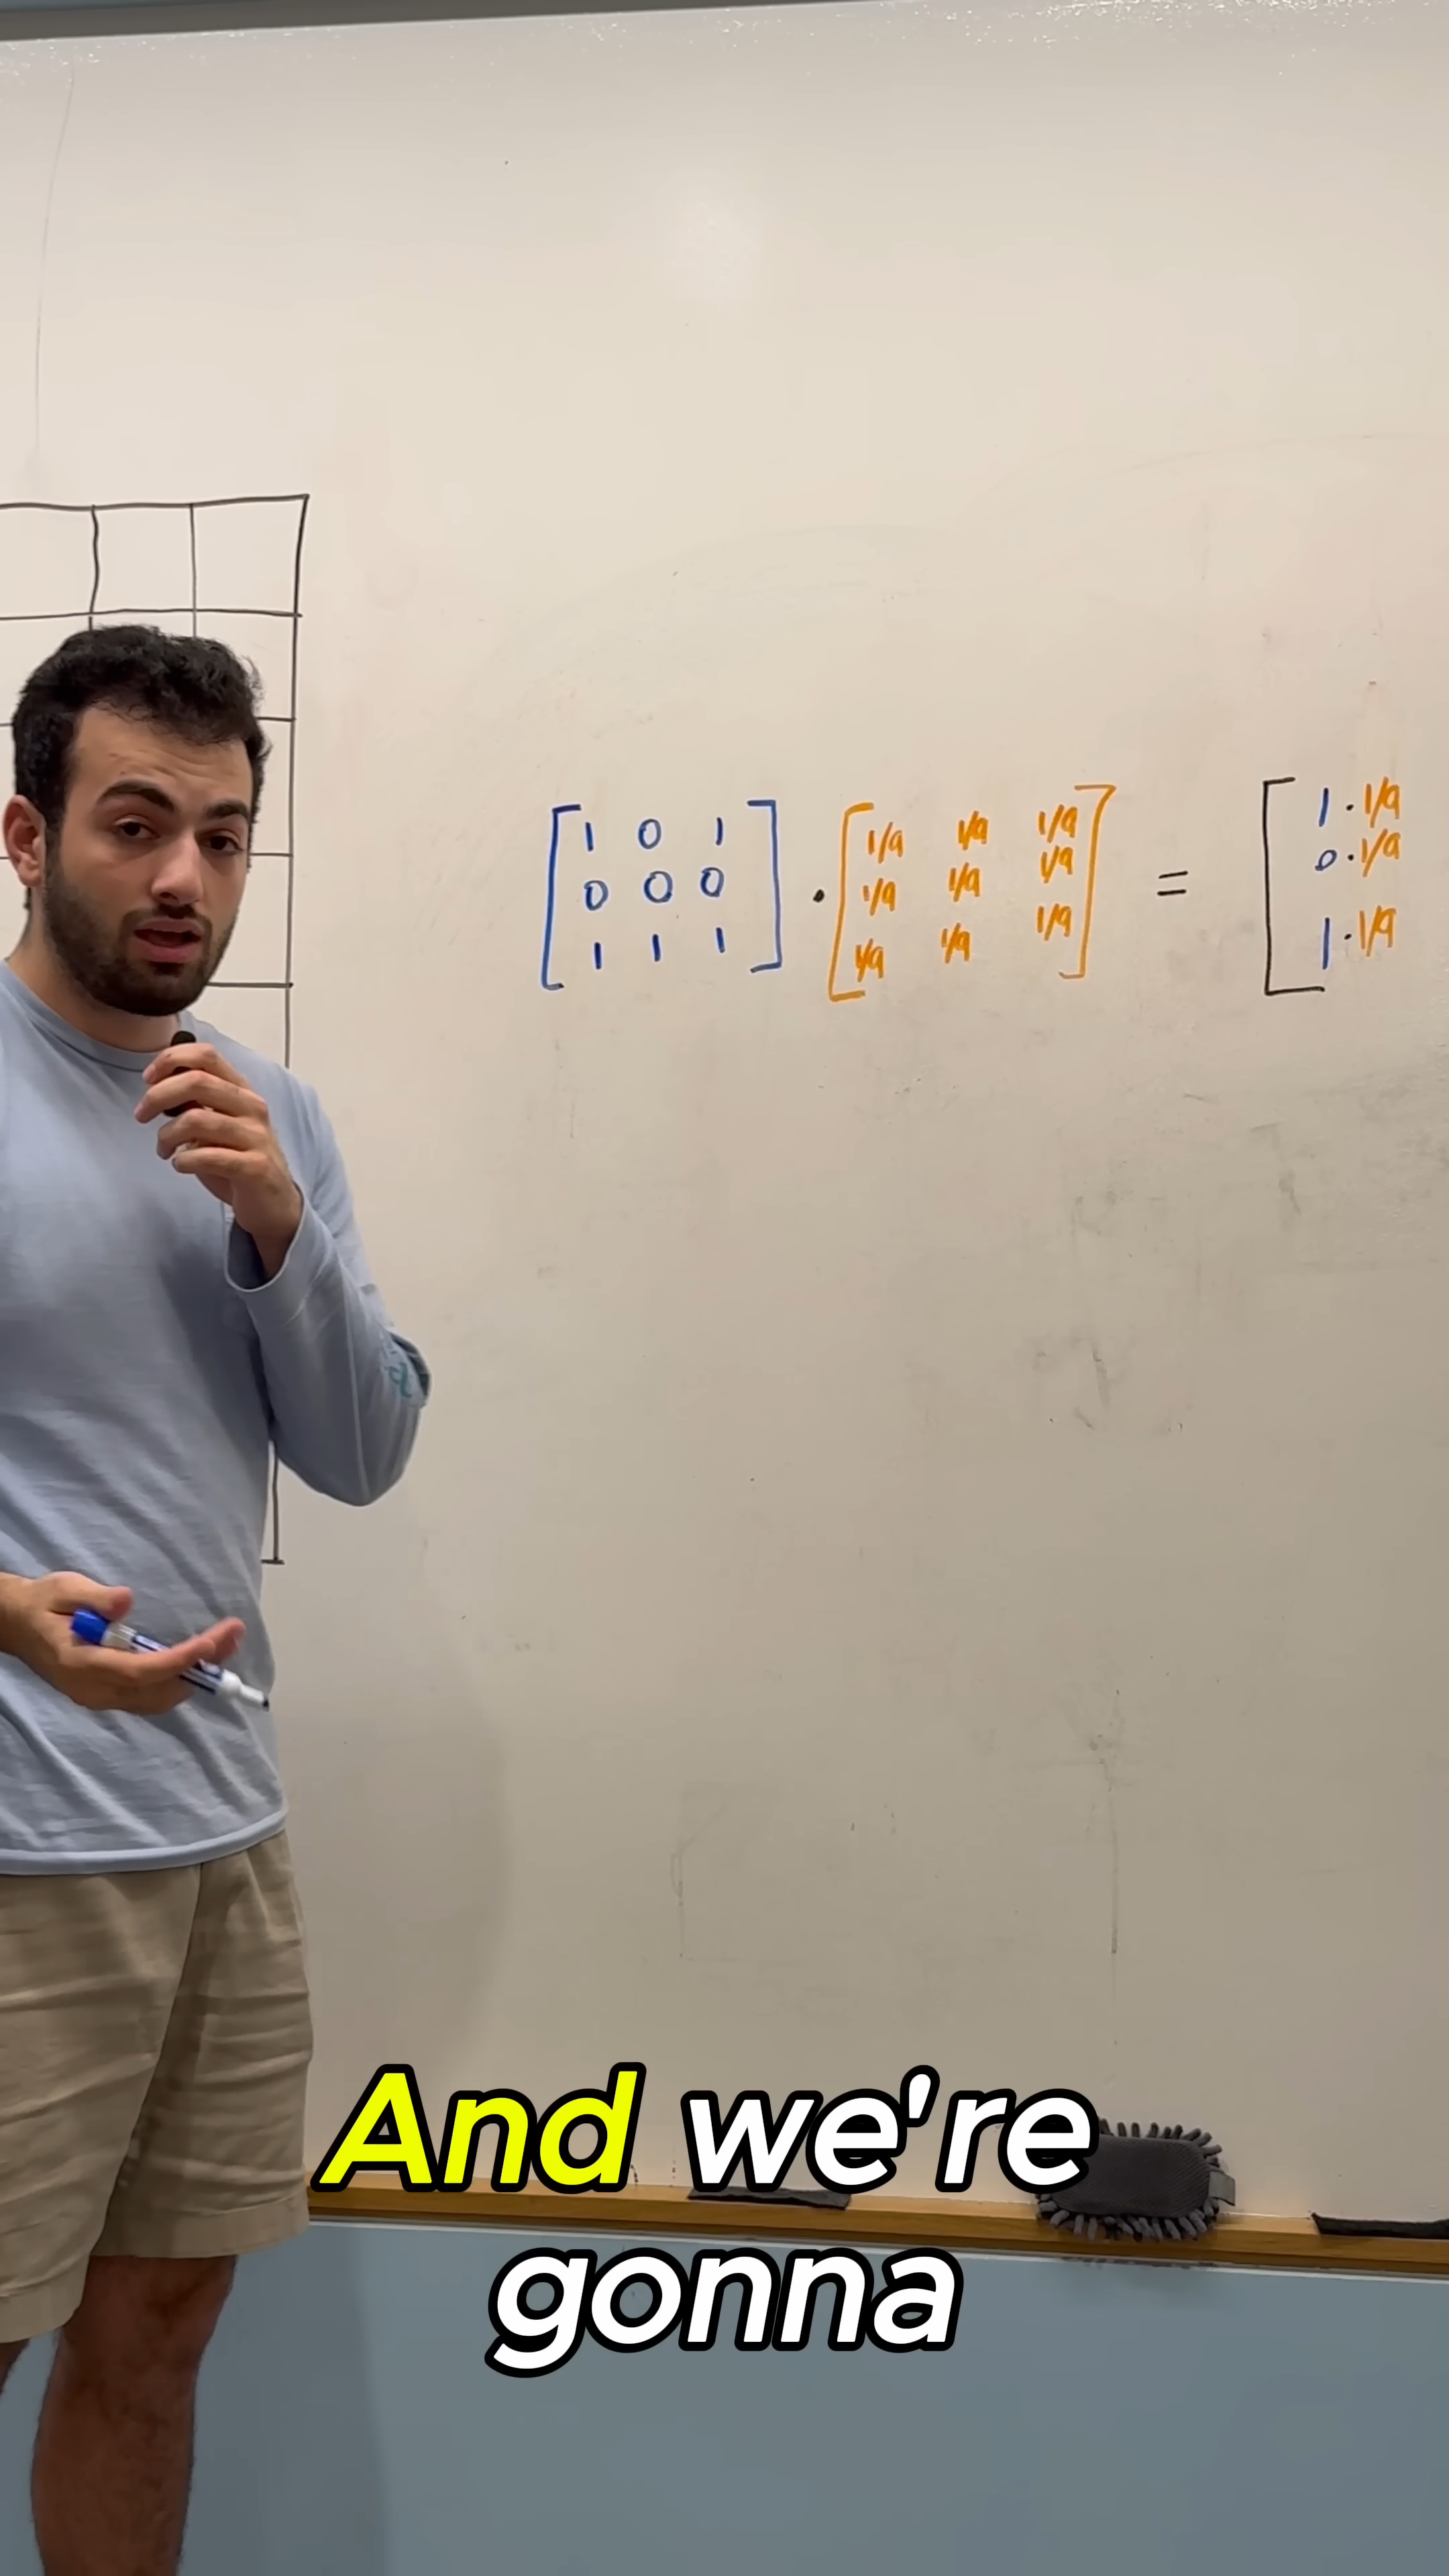 [1 0 1] · [1/9 1/9 1/9] = [1·1/9
0 0 0 1/9 1/9 1/9 0·1/9
1 1 1 1/9 1/9 1/9 1·1/9
And we're
gonna